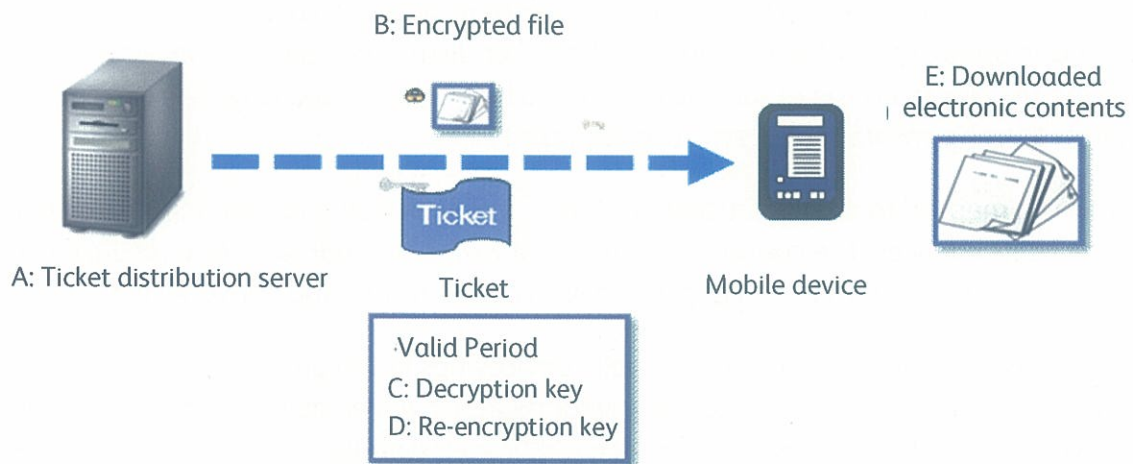 B: Encrypted file
E: Downloaded
electronic contents
Ticket
A: Ticket distribution server
Ticket
Mobile device
Valid Period
C: Decryption key
D: Re-encryption key